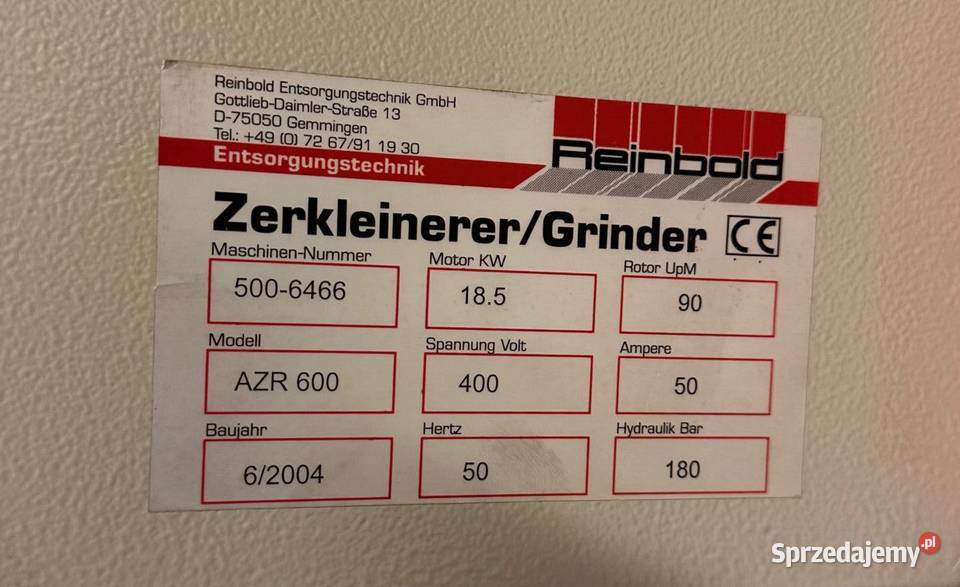 Reinbold Entsorgungstechnik GmbH
Gottlieb-Daimler-Straße 13
D-75050 Gemmingen
Tel.: +49 (0) 72 67/91 19 30
Entsorgungstechnik
Reinbold
Zerkleinerer/Grinder CE
Maschinen-Nummer Motor KW Rotor UpM
500-6466 18.5 90
Modell Spannung Volt Ampere
AZR 600 400 50
Baujahr Hertz Hydraulik Bar
6/2004 50 180
Sprzedajemy.pl